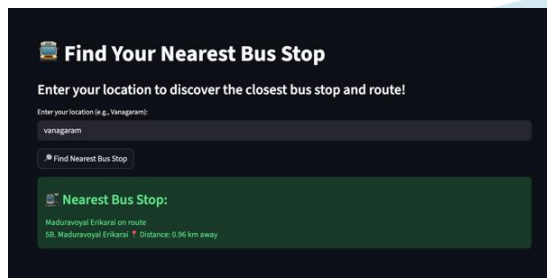 Find Your Nearest Bus Stop
Enter your location to discover the closest bus stop and route!
Enter your location (e.g., Vanagaram):
vanagaram
Find Nearest Bus Stop
Nearest Bus Stop:
Maduravoyal Erikarai on route
5B. Maduravoyal Erikarai 📍 Distance: 0.96 km away